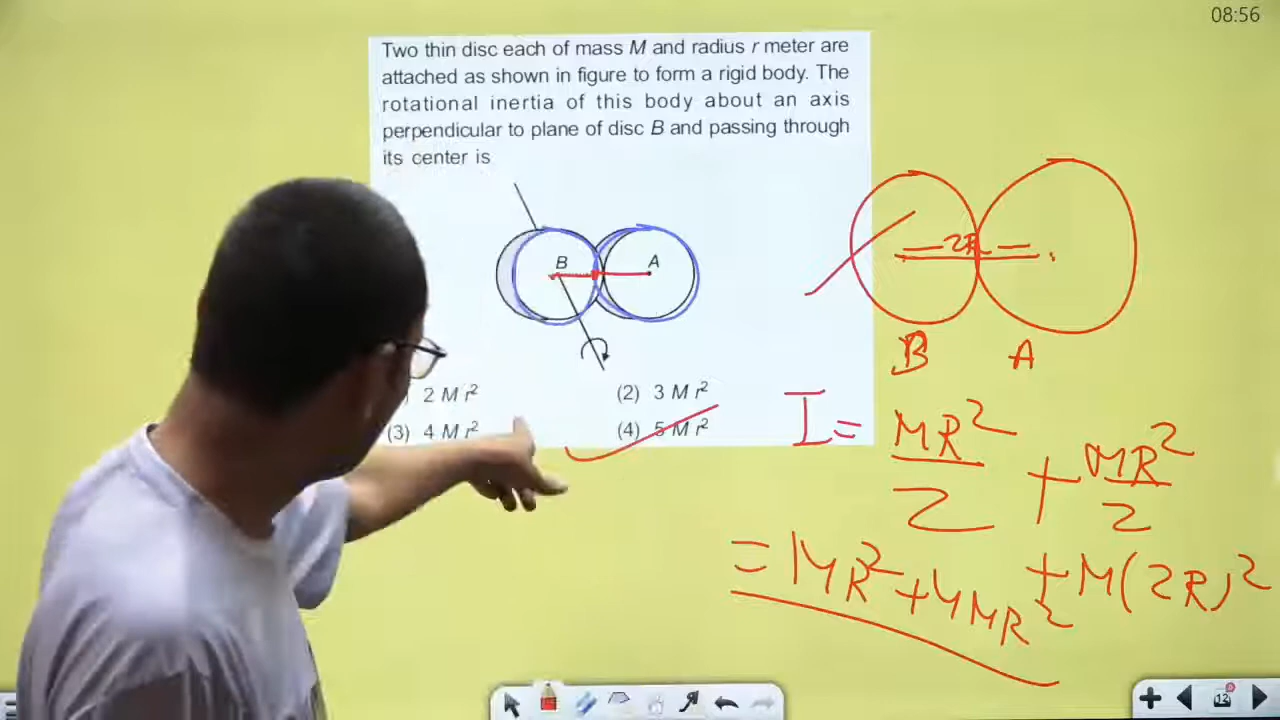 08:56
Two thin disc each of mass M and radius r meter are
attached as shown in figure to form a rigid body. The
rotational inertia of this body about an axis
perpendicular to plane of disc B and passing through
its center is
B
A
) 2 M r²
(2) 3 M r²
(3) 4 M r²
(4) 5 M r²
2R
B
A
I = MR²/2 + MR²/2
+ M(2R)²
= MR² + 4MR²
12